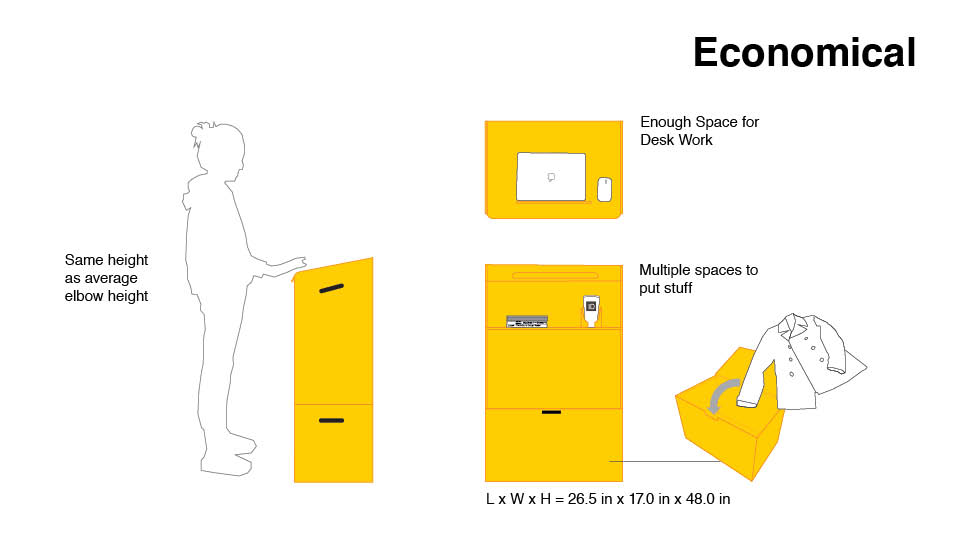 Economical
Enough Space for
Desk Work
Same height
as average
elbow height
Multiple spaces to
put stuff
L x W x H = 26.5 in x 17.0 in x 48.0 in